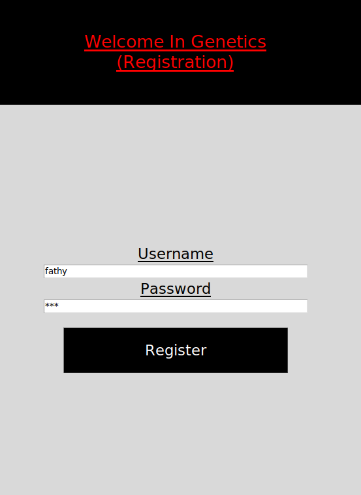 Welcome In Genetics
(Registration)
Username
fathy
Password
***
Register